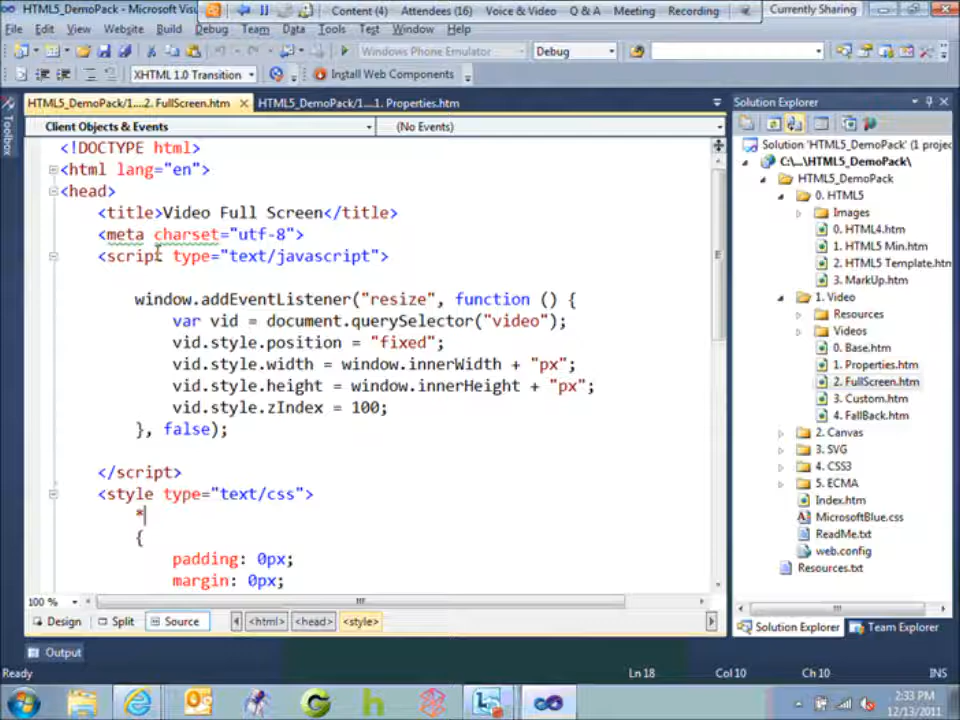 HTML5_DemoPack - Microsoft Visu
Content (4) Attendees (16) Voice & Video Q & A Meeting Recording Currently Sharing
File Edit View Website Build Debug Team Data Tools Test Window Help
Windows Phone Emulator Debug
XHTML 1.0 Transition Install Web Components
HTML5_DemoPack/1....2. FullScreen.htm HTML5_DemoPack/1....1. Properties.htm
Toolbox
Client Objects & Events (No Events)
<!DOCTYPE html>
<html lang="en">
<head>
<title>Video Full Screen</title>
<meta charset="utf-8">
<script type="text/javascript">
window.addEventListener("resize", function () {
var vid = document.querySelector("video");
vid.style.position = "fixed";
vid.style.width = window.innerWidth + "px";
vid.style.height = window.innerHeight + "px";
vid.style.zIndex = 100;
}, false);
</script>
<style type="text/css">
*
{
padding: 0px;
margin: 0px;
100 %
Design Split Source <html> <head> <style>
Solution Explorer
Solution 'HTML5_DemoPack' (1 projec
C:\...\HTML5_DemoPack\
HTML5_DemoPack
0. HTML5
Images
0. HTML4.htm
1. HTML5 Min.htm
2. HTML5 Template.htm
3. MarkUp.htm
1. Video
Resources
Videos
0. Base.htm
1. Properties.htm
2. FullScreen.htm
3. Custom.htm
4. FallBack.htm
2. Canvas
3. SVG
4. CSS3
5. ECMA
Index.htm
MicrosoftBlue.css
ReadMe.txt
web.config
Resources.txt
Solution Explorer Team Explorer
Output
Ready Ln 18 Col 10 Ch 10 INS
2:33 PM
12/13/2011